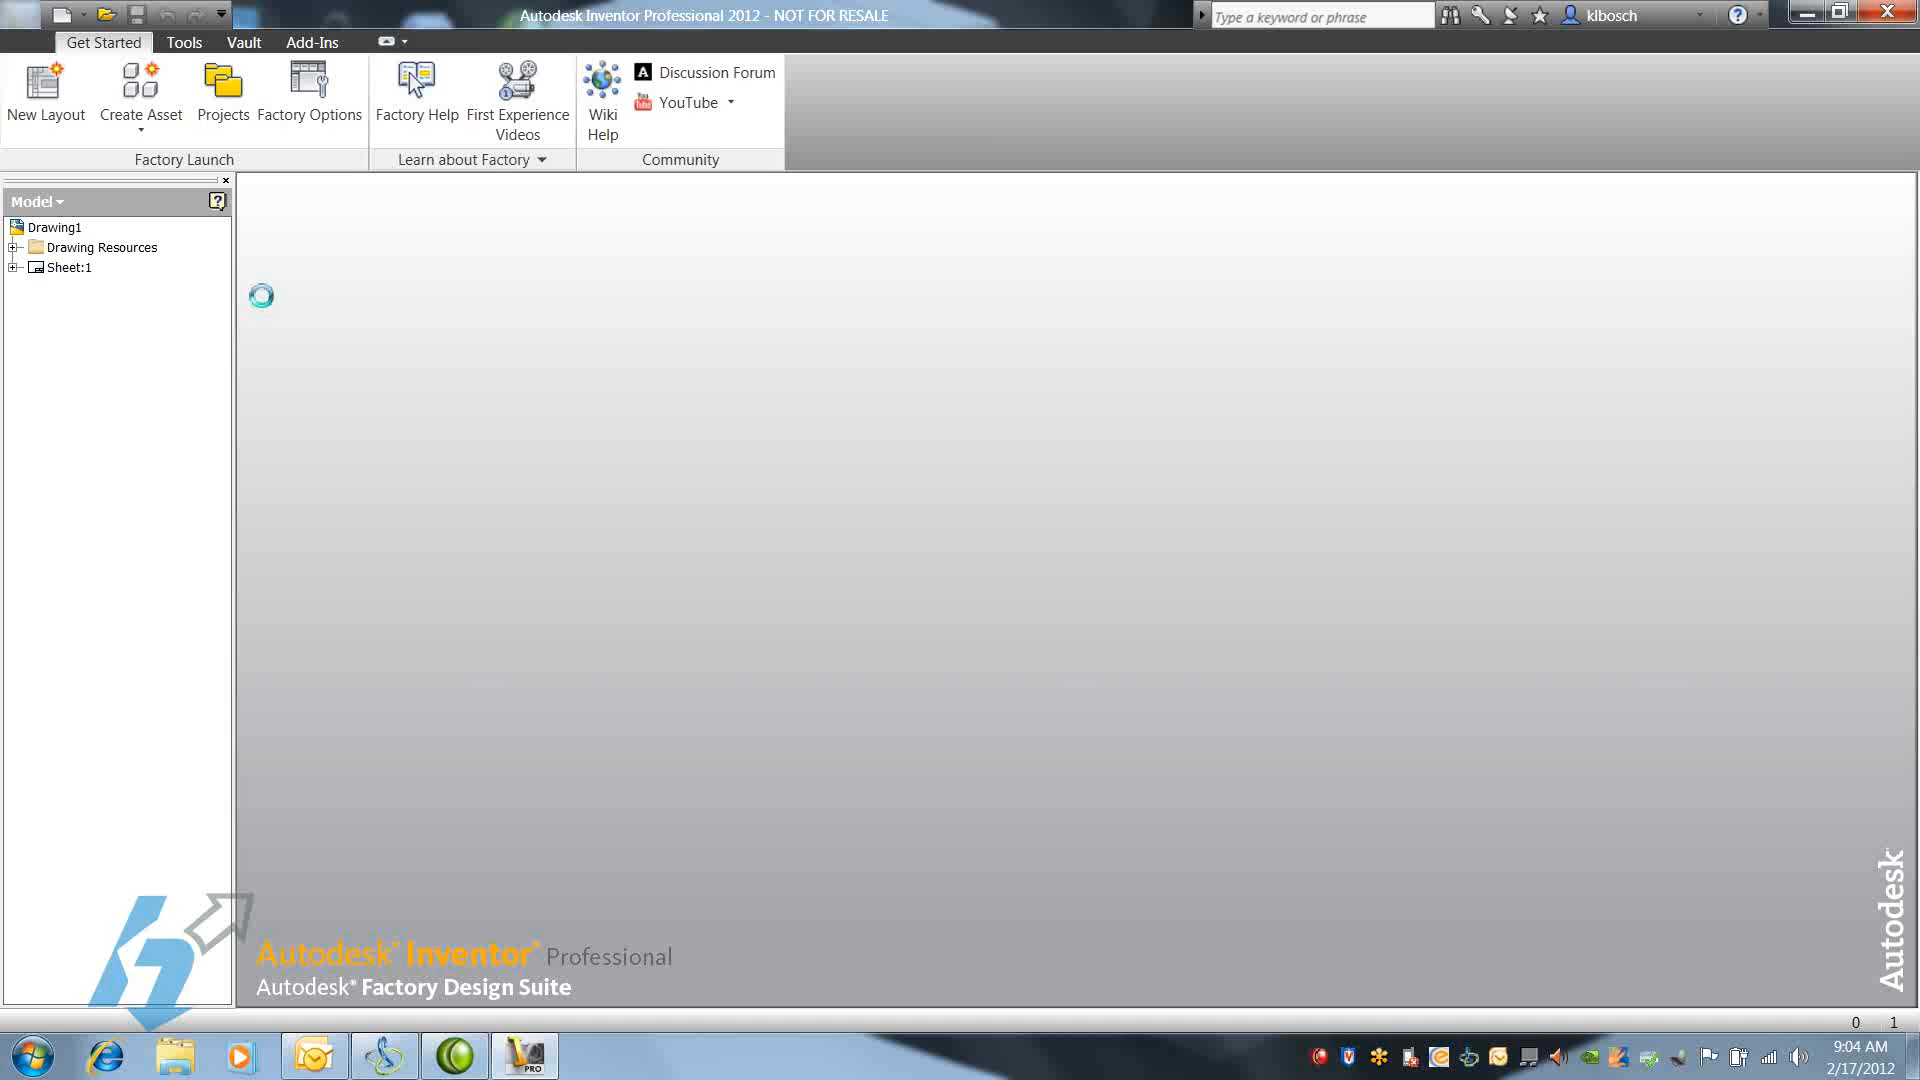 Autodesk Inventor Professional 2012 - NOT FOR RESALE
Type a keyword or phrase
klbosch
Get Started
Tools
Vault
Add-Ins
New Layout
Create Asset
Projects
Factory Options
Factory Help
First Experience
Videos
Wiki
Help
Discussion Forum
YouTube
Factory Launch
Learn about Factory
Community
Model
Drawing1
Drawing Resources
Sheet:1
Autodesk® Inventor® Professional
Autodesk® Factory Design Suite
Autodesk
0 1
PRO
9:04 AM
2/17/2012